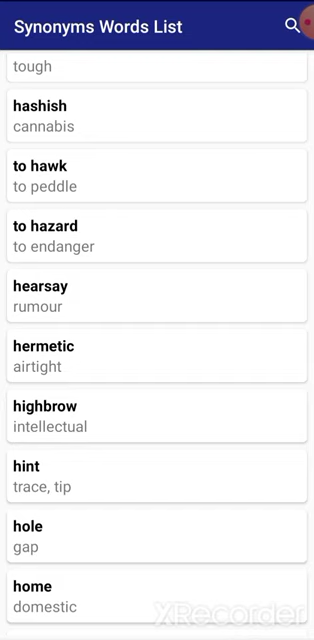 Synonyms Words List
tough
hashish
cannabis
to hawk
to peddle
to hazard
to endanger
hearsay
rumour
hermetic
airtight
highbrow
intellectual
hint
trace, tip
hole
gap
home
domestic
XRecorder